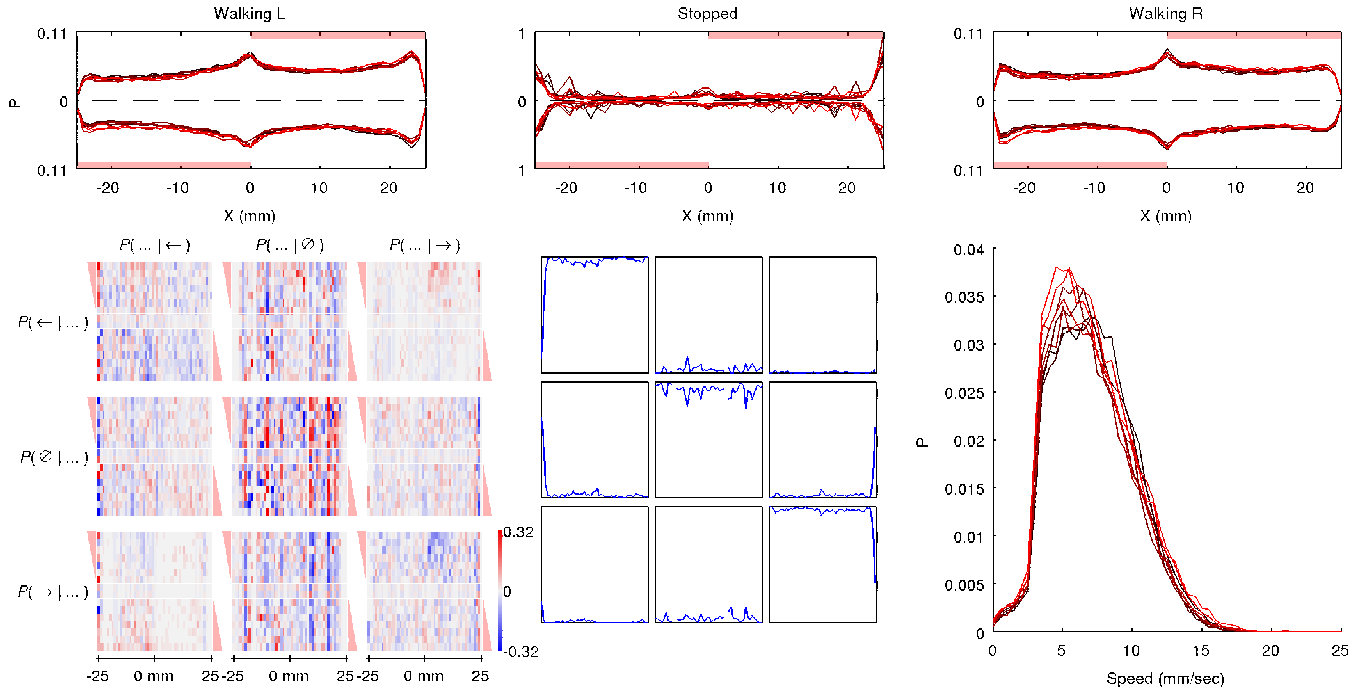 Walking L Stopped Walking R
0.11 1 0.11
P 0 0 0
0.11 1 0.11
-20 -10 0 10 20 -20 -10 0 10 20 -20 -10 0 10 20
X (mm) X (mm) X (mm)
P( ... | ← ) P( ... | ∅ ) P( ... | → ) 0.04
0.035
P( ← | ... ) 0.03
0.025
P 0.02
P( ∅ | ... ) 0.015
0.32 0.01
P( → | ... ) 0 0.005
-0.32 0
-25 0 mm 25 -25 0 mm 25 -25 0 mm 25 0 5 10 15 20 25
Speed (mm/sec)